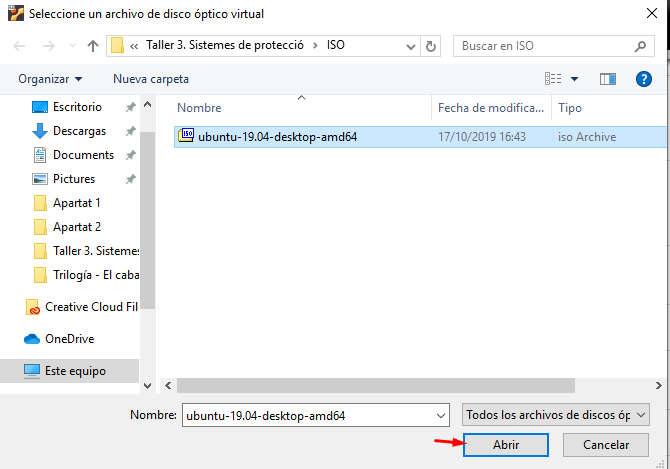 Seleccione un archivo de disco óptico virtual
« Taller 3. Sistemes de protecció > ISO
Buscar en ISO
Organizar
Nueva carpeta
Nombre
Fecha de modifica...
Tipo
ubuntu-19.04-desktop-amd64
17/10/2019 16:43
iso Archive
Escritorio
Descargas
Documents
Pictures
Apartat 1
Apartat 2
Taller 3. Sistemes
Trilogía - El caba
Creative Cloud Fil
OneDrive
Este equipo
Nombre:
ubuntu-19.04-desktop-amd64
Todos los archivos de discos óp
Abrir
Cancelar